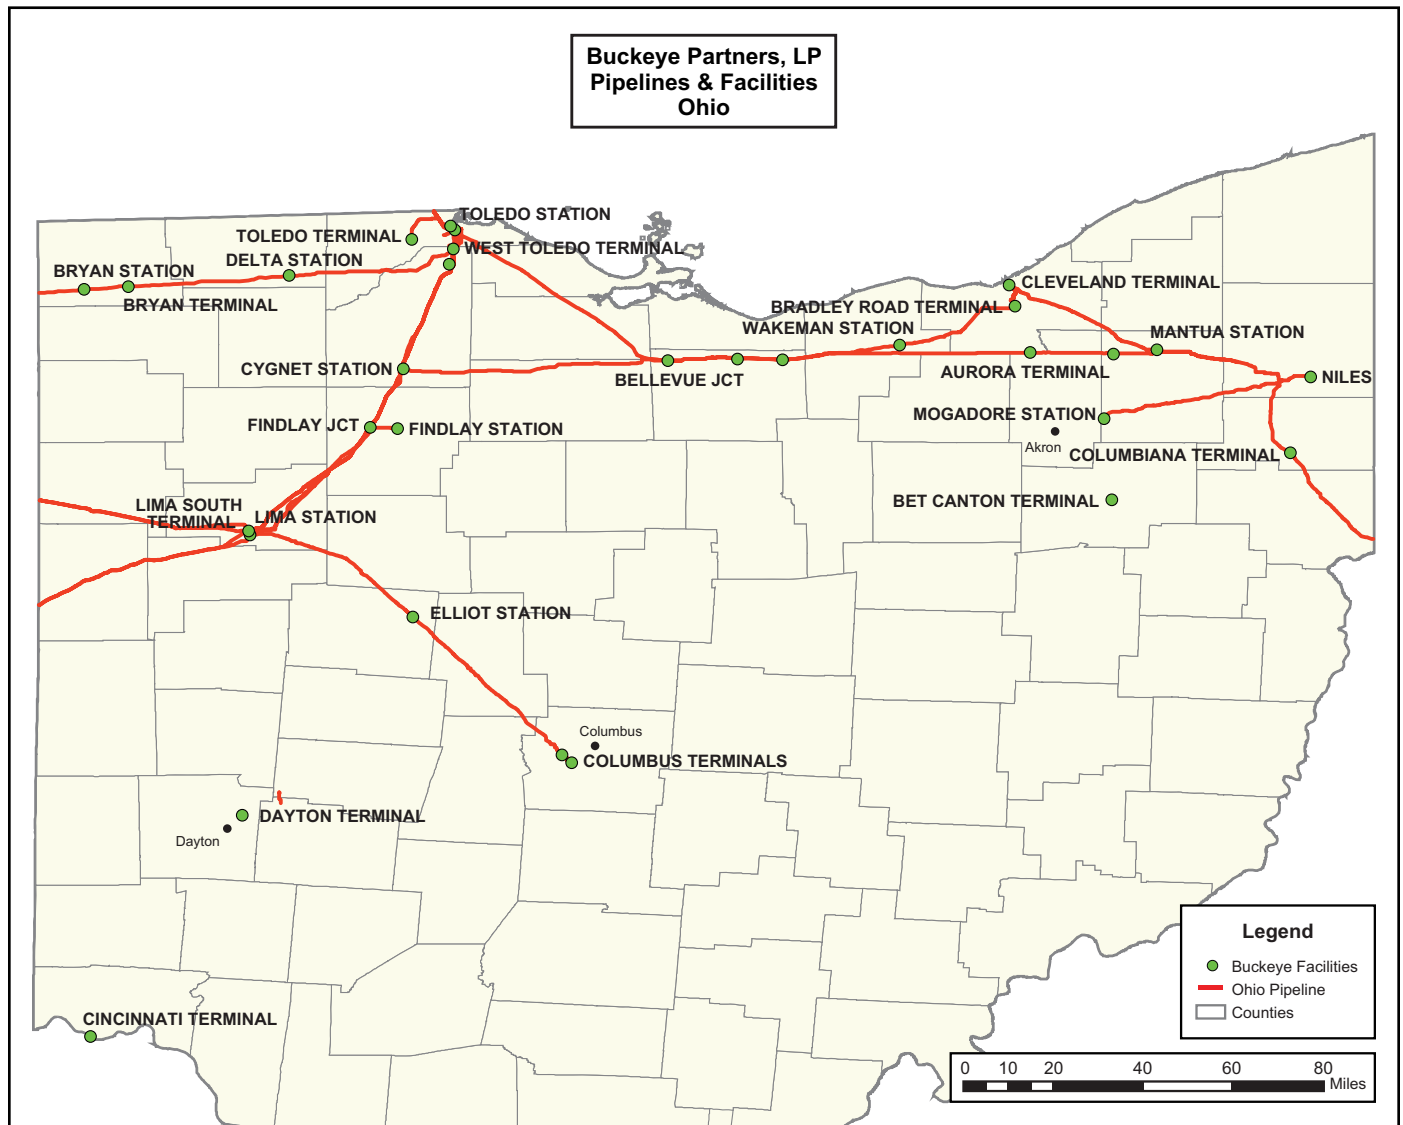 Buckeye Partners, LP
Pipelines & Facilities
Ohio
TOLEDO STATION
TOLEDO TERMINAL
WEST TOLEDO TERMINAL
DELTA STATION
BRYAN STATION
BRYAN TERMINAL
CLEVELAND TERMINAL
BRADLEY ROAD TERMINAL
WAKEMAN STATION
MANTUA STATION
CYGNET STATION
BELLEVUE JCT
AURORA TERMINAL
NILES
MOGADORE STATION
FINDLAY JCT
FINDLAY STATION
Akron
COLUMBIANA TERMINAL
BET CANTON TERMINAL
LIMA SOUTH
TERMINAL
LIMA STATION
ELLIOT STATION
Columbus
COLUMBUS TERMINALS
DAYTON TERMINAL
Dayton
CINCINNATI TERMINAL
Legend
Buckeye Facilities
Ohio Pipeline
Counties
0 10 20 40 60 80
Miles